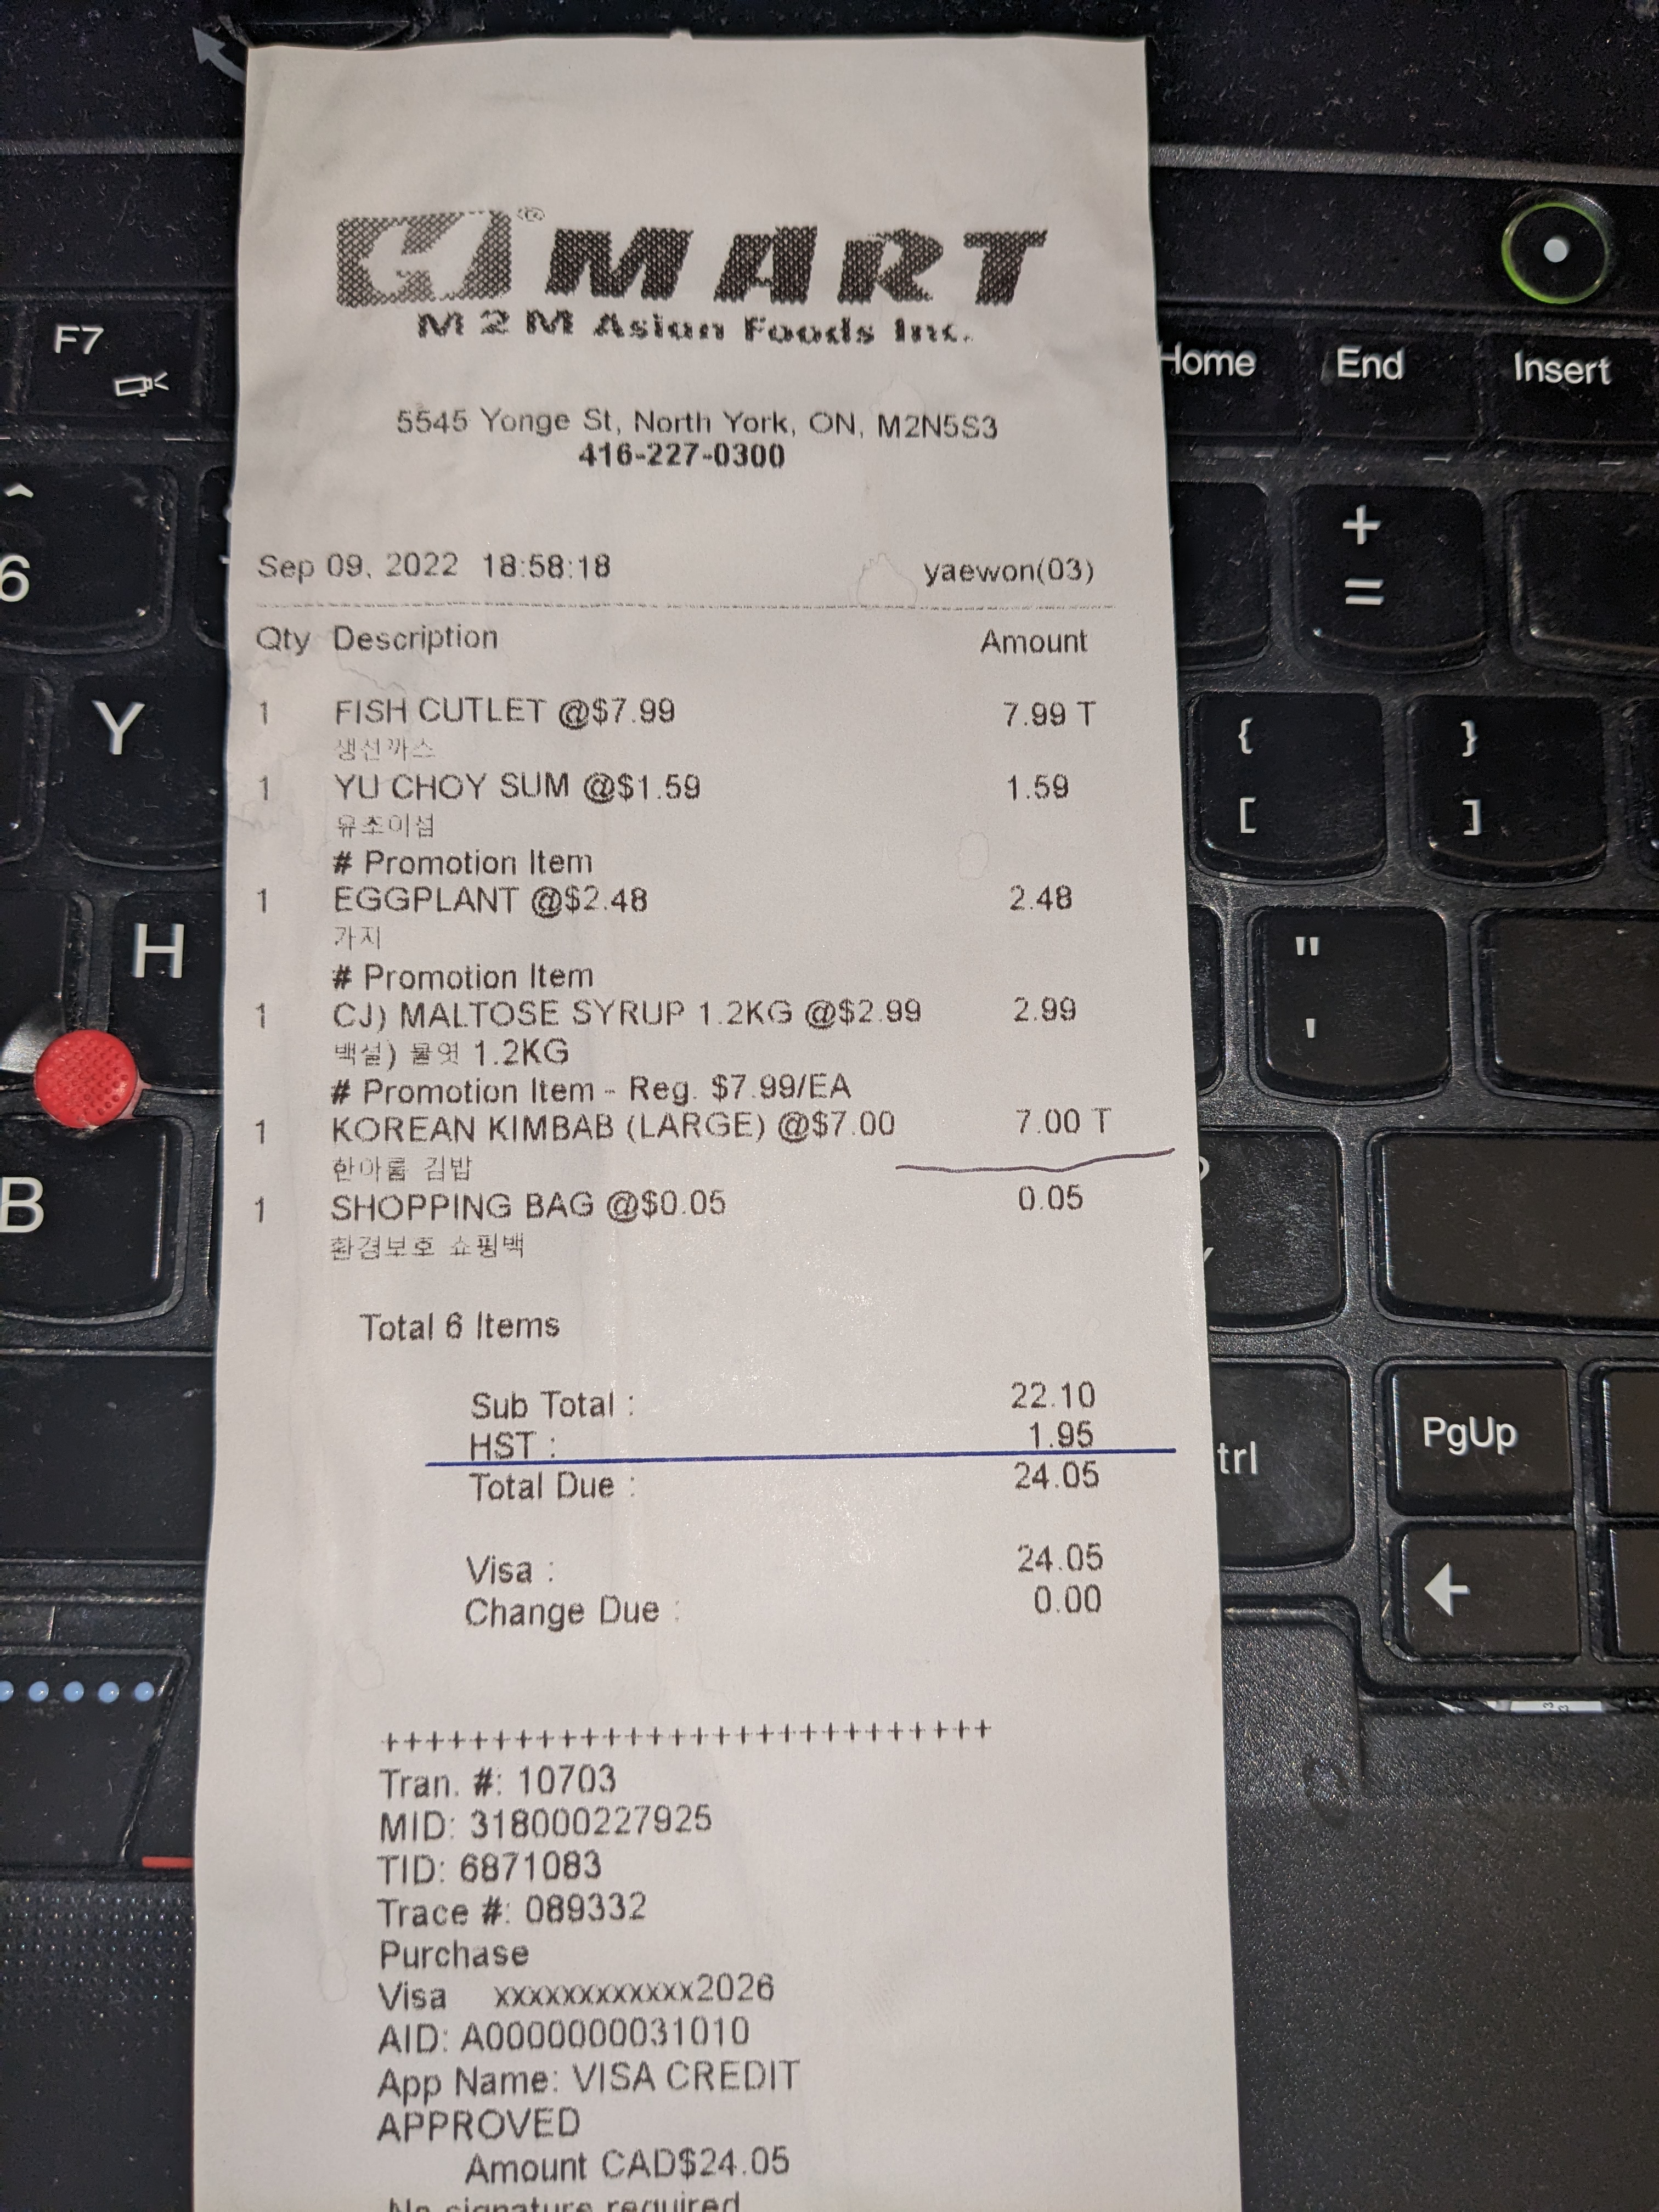 H® MART
M 2 M Asian Foods Inc.
5545 Yonge St, North York, ON, M2N5S3
416-227-0300
Sep 09, 2022 18:58:18 yaewon(03)
Qty Description Amount
1 FISH CUTLET @$7.99 7.99 T
생선까스
1 YU CHOY SUM @$1.59 1.59
유초이섬
# Promotion Item
1 EGGPLANT @$2.48 2.48
가지
# Promotion Item
1 CJ) MALTOSE SYRUP 1.2KG @$2.99 2.99
백설) 물엿 1.2KG
# Promotion Item - Reg. $7.99/EA
1 KOREAN KIMBAB (LARGE) @$7.00 7.00 T
한아름 김밥
1 SHOPPING BAG @$0.05 0.05
환경보호 쇼핑백
Total 6 Items
Sub Total : 22.10
HST : 1.95
Total Due : 24.05
Visa : 24.05
Change Due : 0.00
++++++++++++++++++++++++++++
Tran. #: 10703
MID: 318000227925
TID: 6871083
Trace #: 089332
Purchase
Visa xxxxxxxxxxxx2026
AID: A0000000031010
App Name: VISA CREDIT
APPROVED
Amount CAD$24.05
No signature required
F7
Home End Insert
^
6
+
=
Y
{
[
}
]
H
"
'
B
PgUp
trl